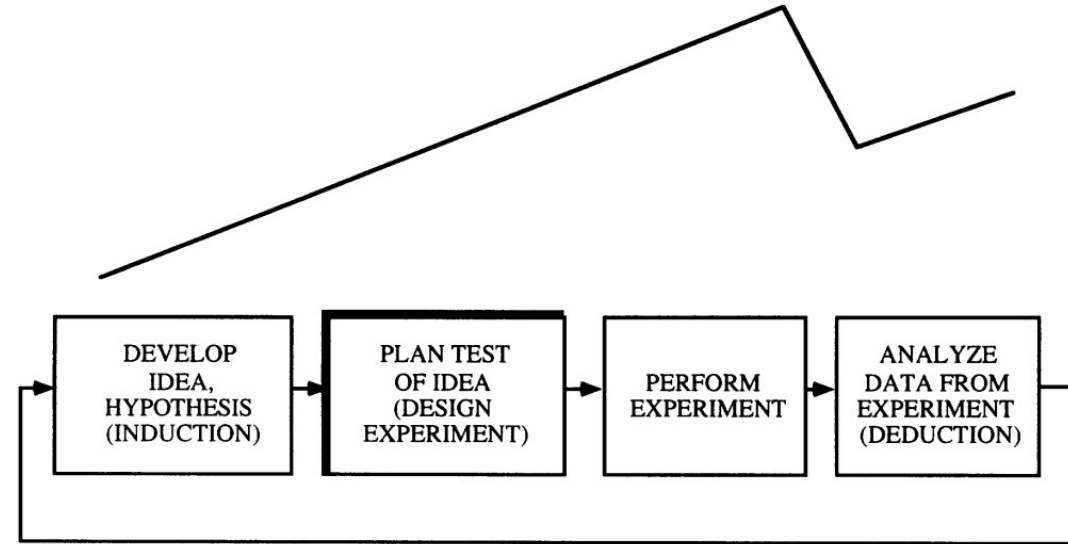 DEVELOP
IDEA,
HYPOTHESIS
(INDUCTION)
PLAN TEST
OF IDEA
(DESIGN
EXPERIMENT)
PERFORM
EXPERIMENT
ANALYZE
DATA FROM
EXPERIMENT
(DEDUCTION)